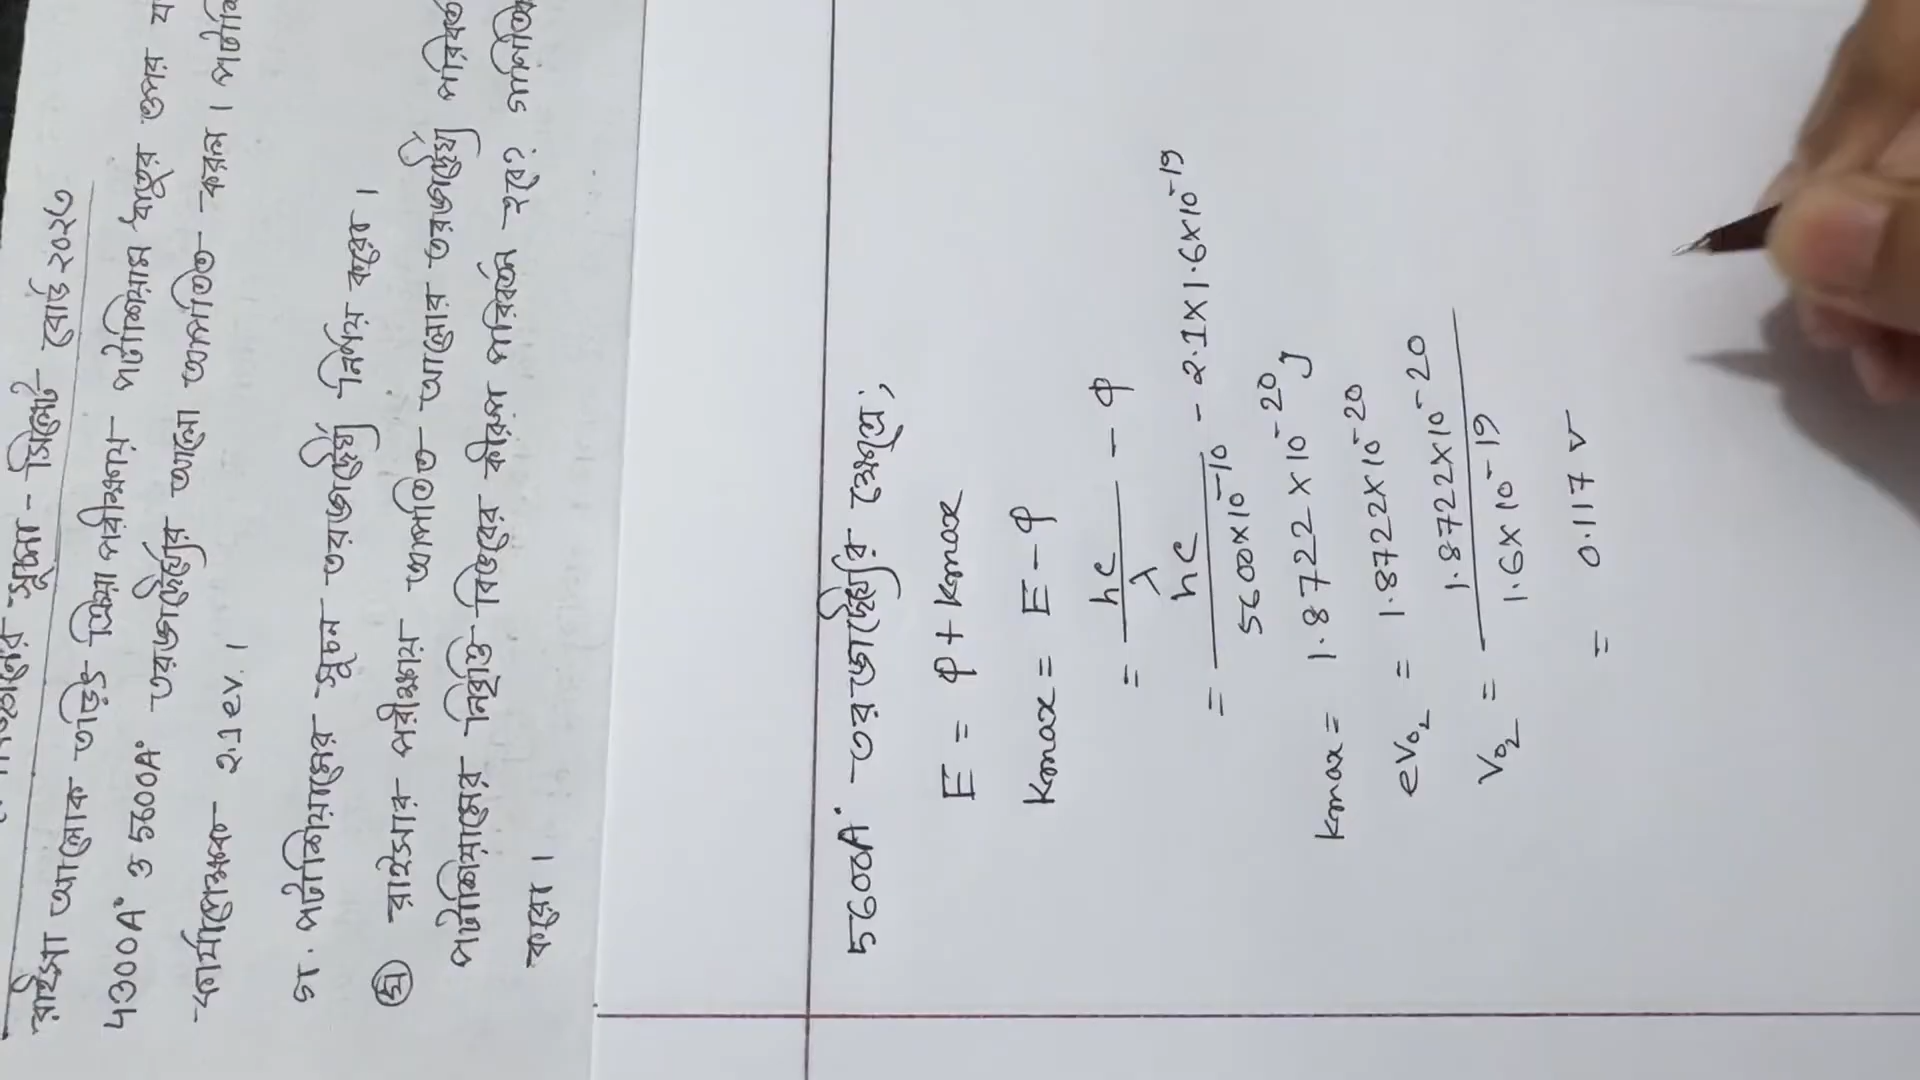 সুজন - সিলেট বোর্ড ২০২৩
রাইসা আলোক তড়িৎ ক্রিয়া পরীক্ষায় পটাশিয়াম ধাতুর উপর
4300A° ও 5600A° তরঙ্গদৈর্ঘ্যের আলো আপতিত করল। পটাশি
কার্যাপেক্ষক 2.1 ev.।
গ. পটাশিয়ামের সূচন তরঙ্গদৈর্ঘ্য নির্ণয় করো।
ঘ রাইসার পরীক্ষায় আপতিত আলোর তরঙ্গদৈর্ঘ্য পরিবর্ত
পটাশিয়ামের নিবৃত্তি বিভবের কীরূপ পরিবর্তন হবে? গাণিতিক
করো।
5600A° তরঙ্গদৈর্ঘ্যের ক্ষেত্রে,
E = φ + Kmax
Kmax = E - φ
= hc/λ - φ
= hc/5600×10^-10 - 2.1×1.6×10^-19
Kmax = 1.8722 × 10^-20 J
eV₀₂ = 1.8722×10^-20
V₀₂ = 1.8722×10^-20/1.6×10^-19
= 0.117 v